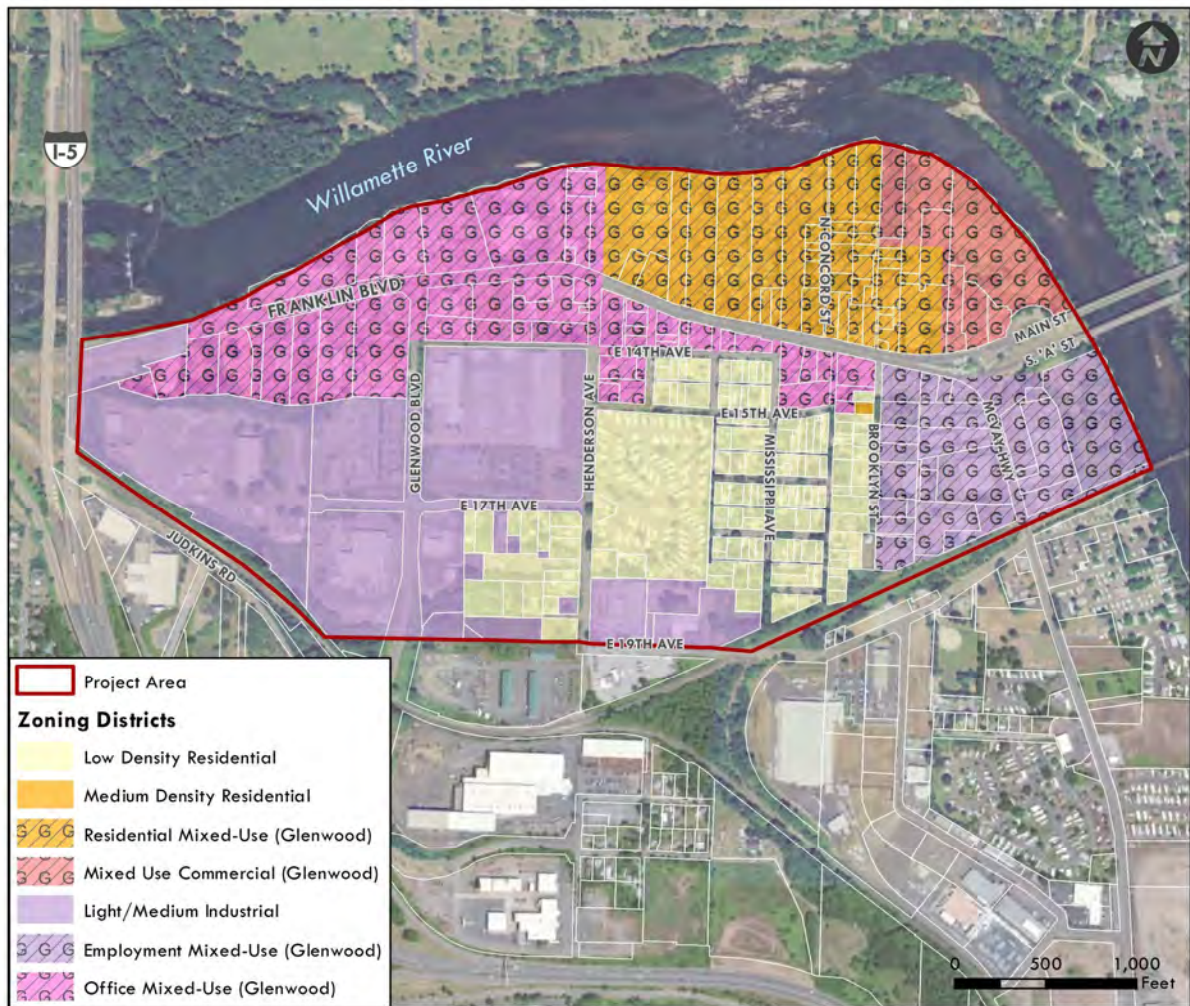 N
I-5
Willamette River
N CONCORD ST
FRANKLIN BLVD
MAIN ST
S. 'A' ST
E 14TH AVE
GLENWOOD BLVD
HENDERSON AVE
E 15TH AVE
MISSISSIPPI AVE
BROOKLYN ST
MCVAY HWY
E 17TH AVE
JUDKINS RD
E 19TH AVE
Project Area
Zoning Districts
Low Density Residential
Medium Density Residential
G G G Residential Mixed-Use (Glenwood)
G G G Mixed Use Commercial (Glenwood)
Light/Medium Industrial
G G G Employment Mixed-Use (Glenwood)
G G G Office Mixed-Use (Glenwood)
0 500 1,000
Feet